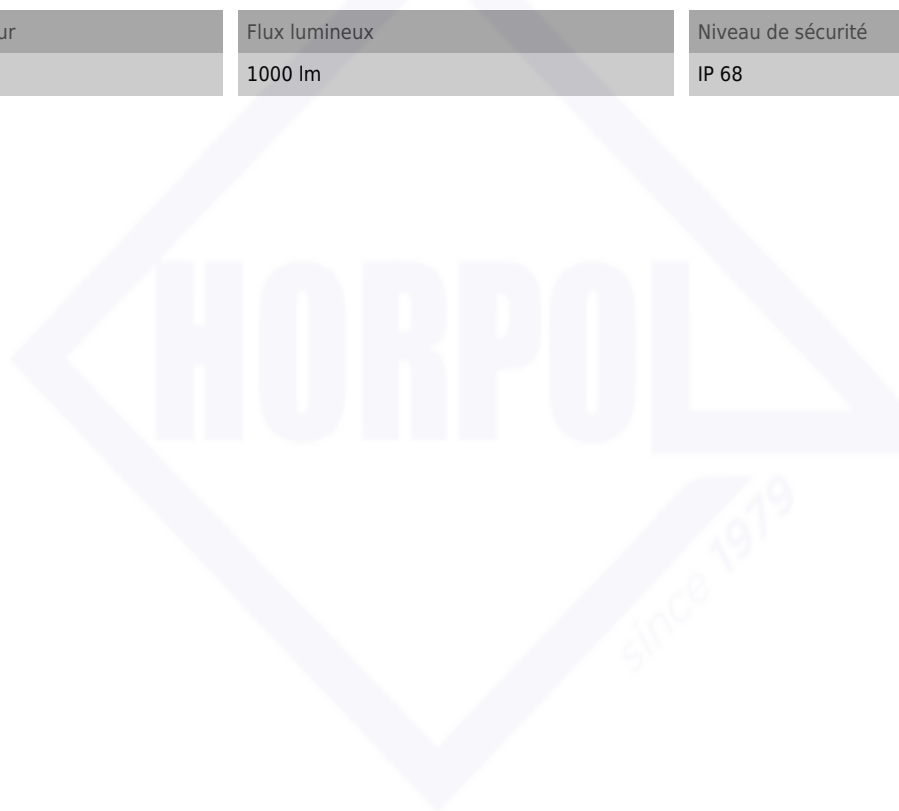 ur
Flux lumineux
Niveau de sécurité
1000 lm
IP 68
HORPOL
since 1979